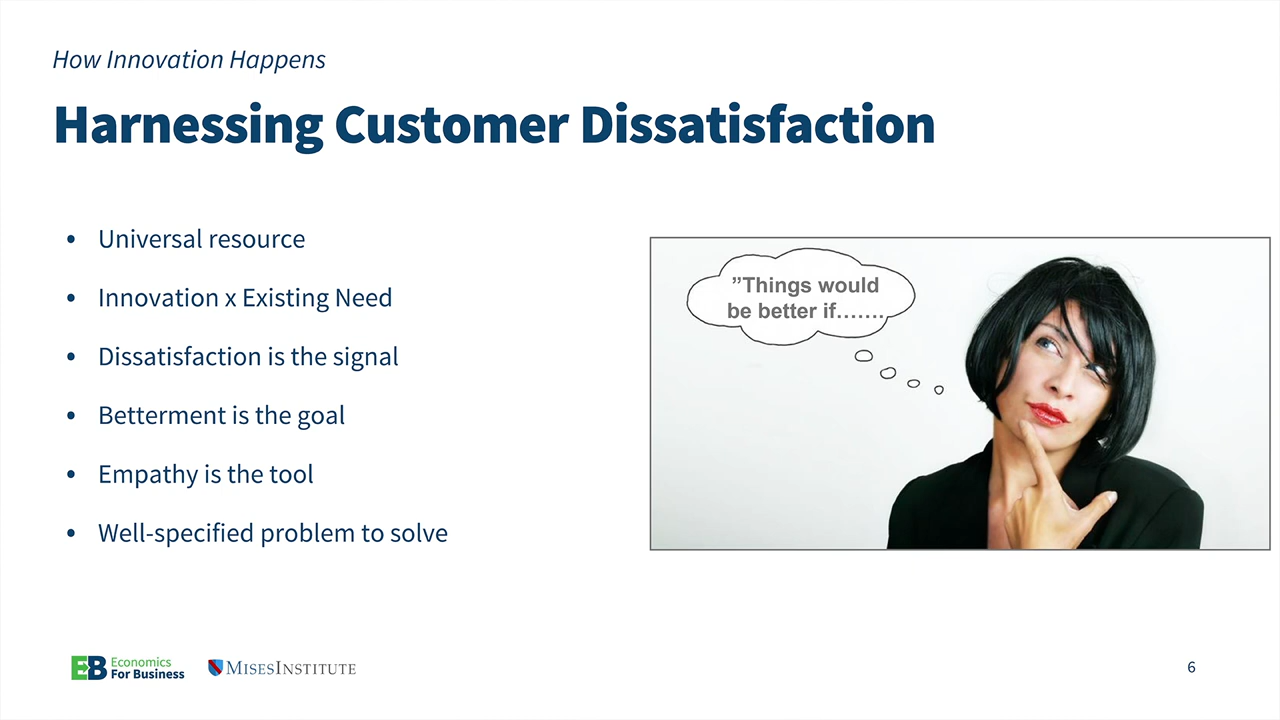 How Innovation Happens
Harnessing Customer Dissatisfaction
• Universal resource
• Innovation x Existing Need
• Dissatisfaction is the signal
• Betterment is the goal
• Empathy is the tool
• Well-specified problem to solve
”Things would
be better if…….
EB Economics
For Business
MISESINSTITUTE
6